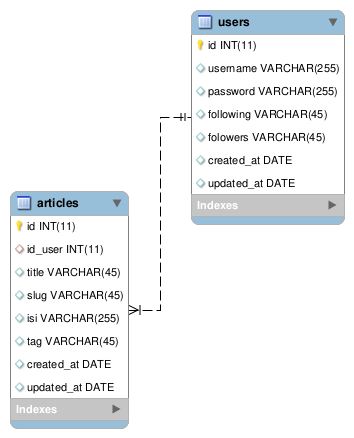 users
id INT(11)
username VARCHAR(255)
password VARCHAR(255)
following VARCHAR(45)
folowers VARCHAR(45)
created_at DATE
updated_at DATE
Indexes
articles
id INT(11)
id_user INT(11)
title VARCHAR(45)
slug VARCHAR(45)
isi VARCHAR(255)
tag VARCHAR(45)
created_at DATE
updated_at DATE
Indexes